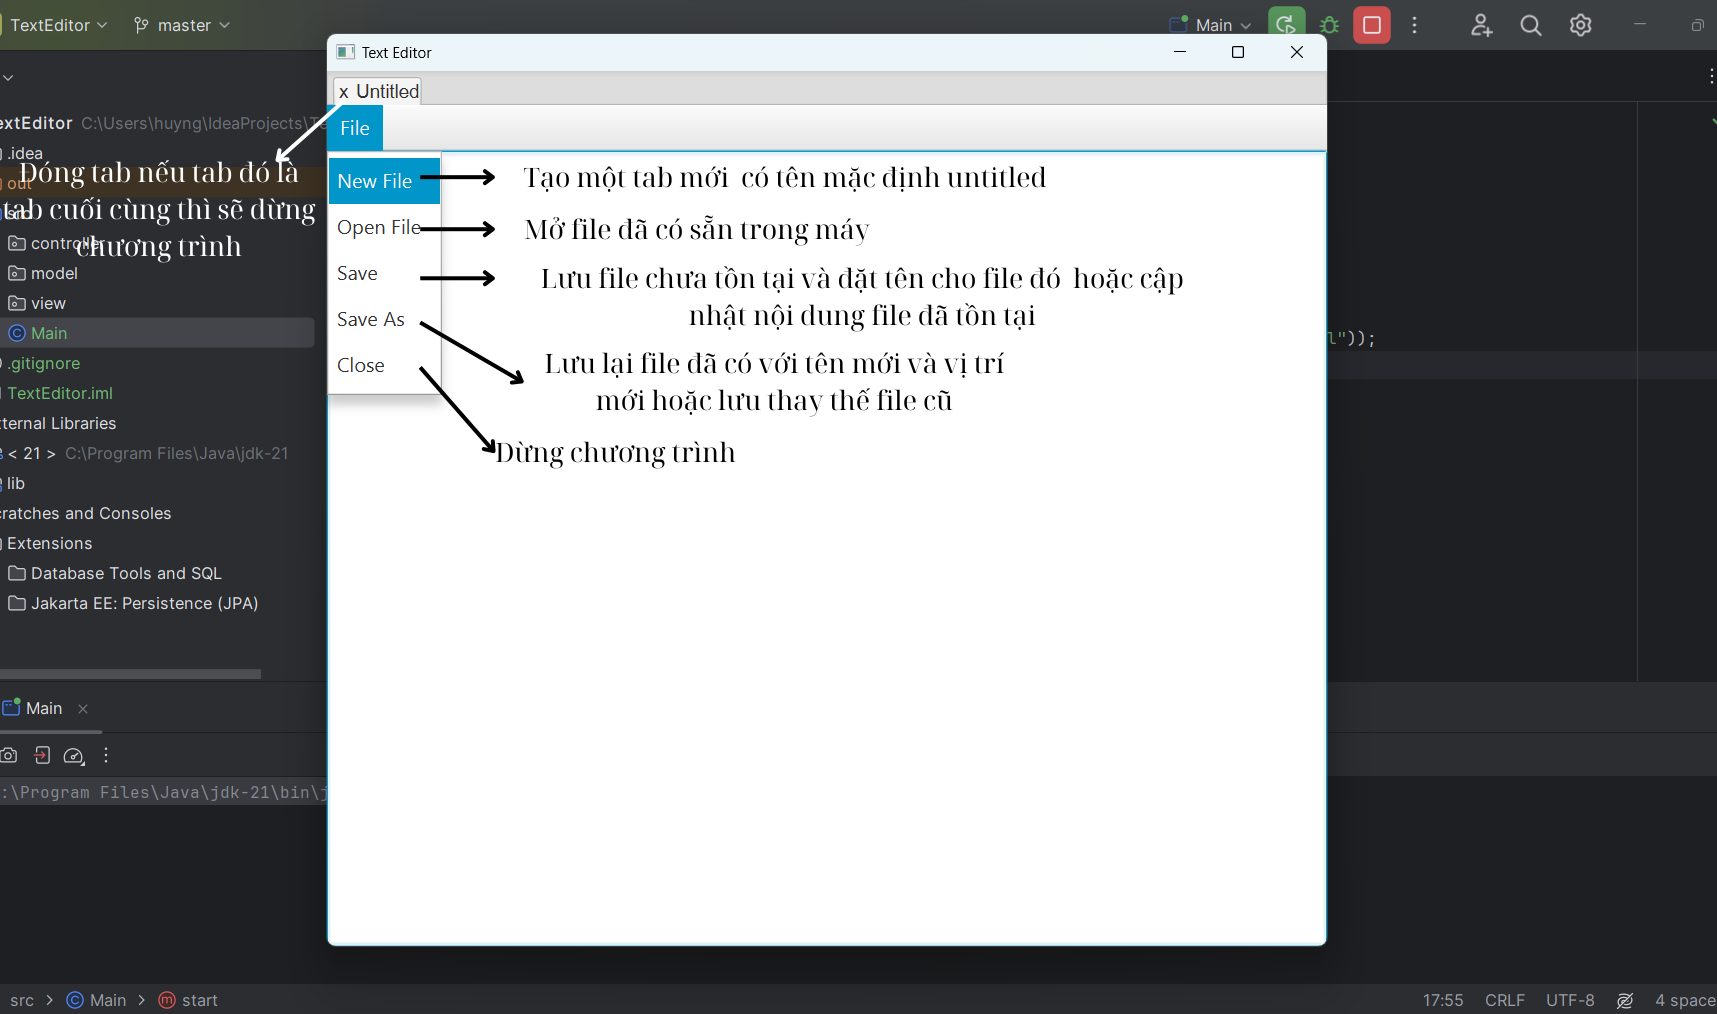 TextEditor
master
Main
Text Editor
x Untitled
File
New File
Open File
Save
Save As
Close
Đóng tab nếu tab đó là
tab cuối cùng thì sẽ dừng
chương trình
Tạo một tab mới có tên mặc định untitled
Mở file đã có sẵn trong máy
Lưu file chưa tồn tại và đặt tên cho file đó hoặc cập
nhật nội dung file đã tồn tại
Lưu lại file đã có với tên mới và vị trí
mới hoặc lưu thay thế file cũ
Dừng chương trình
extEditor C:\Users\huyng\IdeaProjects\Te
.idea
out
src
controller
model
view
Main
.gitignore
TextEditor.iml
ternal Libraries
< 21 > C:\Program Files\Java\jdk-21
lib
cratches and Consoles
Extensions
Database Tools and SQL
Jakarta EE: Persistence (JPA)
l"));
Main
:\Program Files\Java\jdk-21\bin\j
src > Main > start
17:55 CRLF UTF-8 4 space